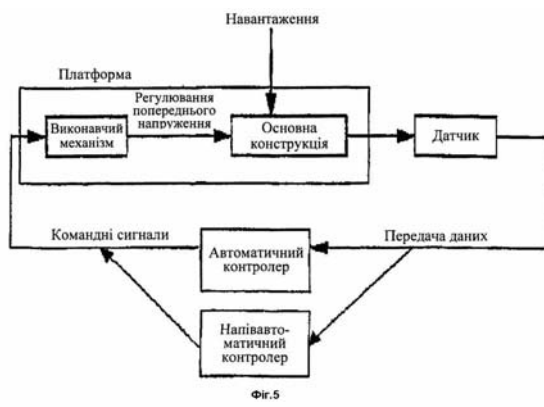 Навантаження
Платформа
Регулювання
попереднього
напруження
Виконавчий
механізм
Основна
конструкція
Датчик
Командні сигнали
Передача даних
Автоматичний
контролер
Напівавто-
матичний
контролер
Фіг.5